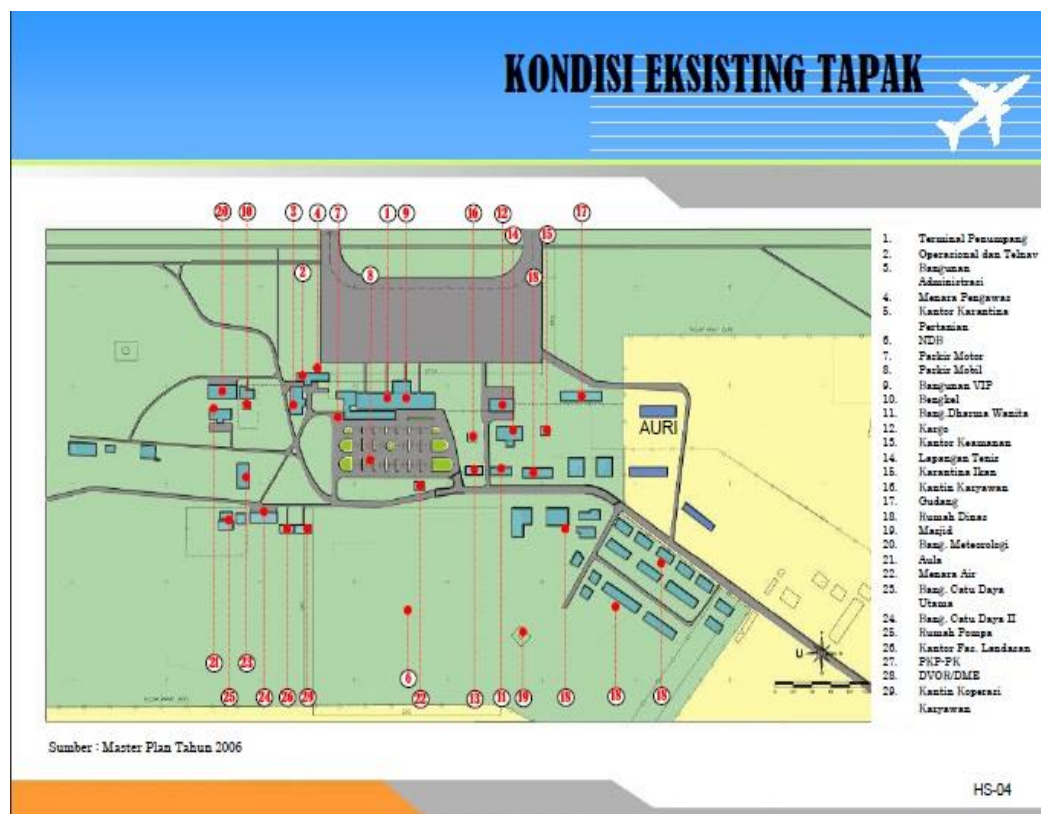 KONDISI EKSISTING TAPAK
20 10 3 4 7 1 9 16 12 17
14 15
2 8 18
AURI
U
21 23 6
25 24 26 29 22 13 11 19 18 18 18
1. Terminal Penumpang
2. Operasional dan Telnav
3. Bangunan
Administrasi
4. Menara Pengawas
5. Kantor Karantina
Pertanian
6. NDB
7. Parkir Motor
8. Parkir Mobil
9. Bangunan VIP
10. Bengkel
11. Bang.Dharma Wanita
12. Kargo
13. Kantor Keamanan
14. Lapangan Tenis
15. Karantina Ikan
16. Kantin Karyawan
17. Gudang
18. Rumah Dinas
19. Masjid
20. Bang. Meteorologi
21. Aula
22. Menara Air
23. Bang. Catu Daya
Utama
24. Bang. Catu Daya II
25. Rumah Pompa
26. Kantor Fas. Landasan
27. PKP-PK
28. DVOR/DME
29. Kantin Koperasi
Karyawan
Sumber : Master Plan Tahun 2006
HS-04